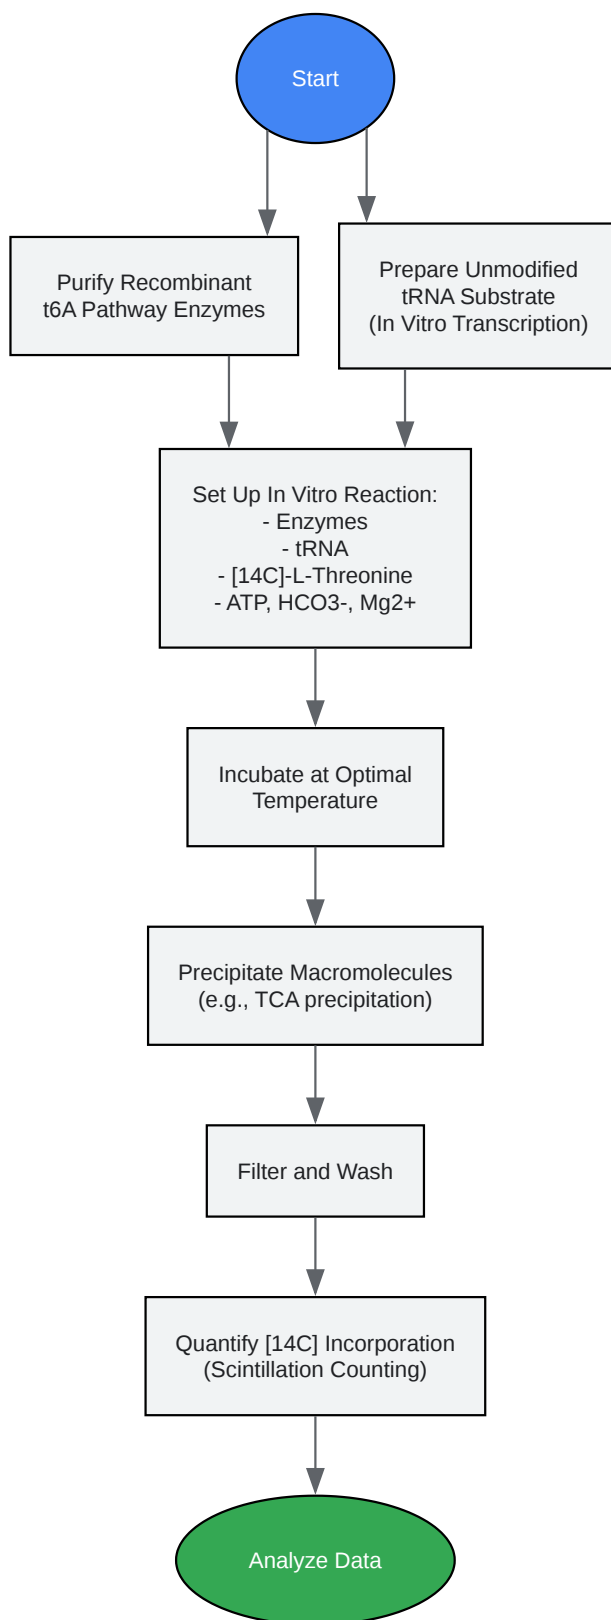 Start
Purify Recombinant
t6A Pathway Enzymes
Prepare Unmodified
tRNA Substrate
(In Vitro Transcription)
Set Up In Vitro Reaction:
- Enzymes
- tRNA
- [14C]-L-Threonine
- ATP, HCO3-, Mg2+
Incubate at Optimal
Temperature
Precipitate Macromolecules
(e.g., TCA precipitation)
Filter and Wash
Quantify [14C] Incorporation
(Scintillation Counting)
Analyze Data